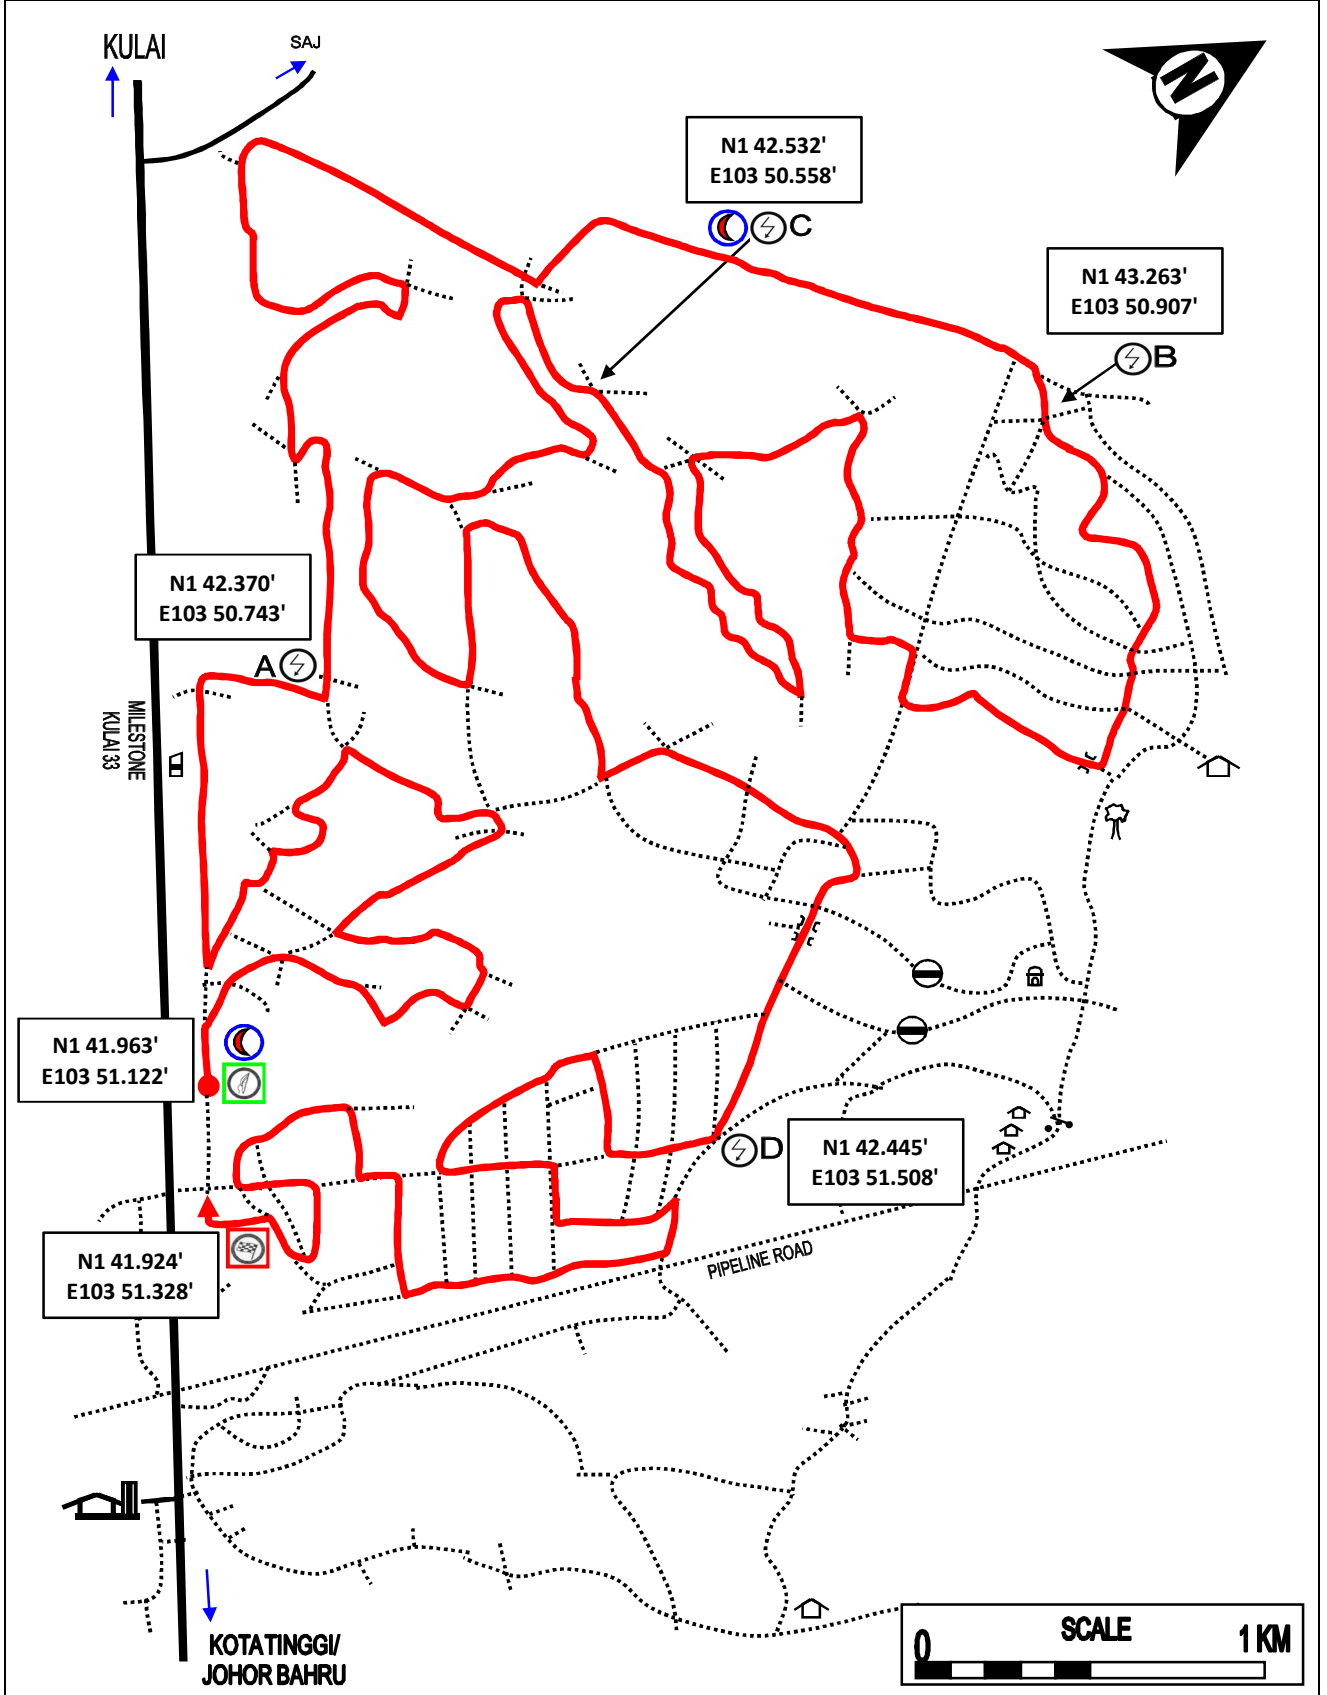 KULAI
SAJ
N
N1 42.532'
E103 50.558'
C
N1 43.263'
E103 50.907'
B
N1 42.370'
E103 50.743'
A
MILESTONE
KULAI 33
N1 41.963'
E103 51.122'
D
N1 42.445'
E103 51.508'
N1 41.924'
E103 51.328'
PIPELINE ROAD
KOTA TINGGI/
JOHOR BAHRU
SCALE
0
1 KM